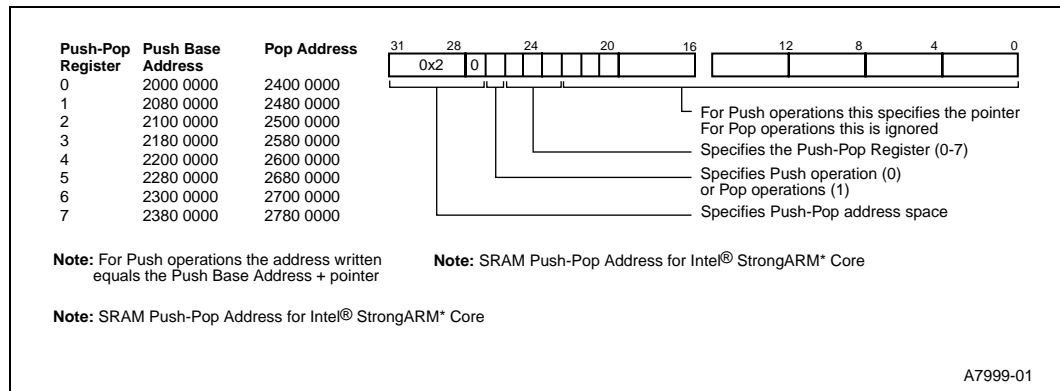 Push-Pop Register Push Base Address Pop Address
0 2000 0000 2400 0000
1 2080 0000 2480 0000
2 2100 0000 2500 0000
3 2180 0000 2580 0000
4 2200 0000 2600 0000
5 2280 0000 2680 0000
6 2300 0000 2700 0000
7 2380 0000 2780 0000
31 28 24 20 16 12 8 4 0
0x2 0
For Push operations this specifies the pointer
For Pop operations this is ignored
Specifies the Push-Pop Register (0-7)
Specifies Push operation (0)
or Pop operations (1)
Specifies Push-Pop address space
Note: For Push operations the address written
equals the Push Base Address + pointer
Note: SRAM Push-Pop Address for Intel® StrongARM* Core
Note: SRAM Push-Pop Address for Intel® StrongARM* Core
A7999-01